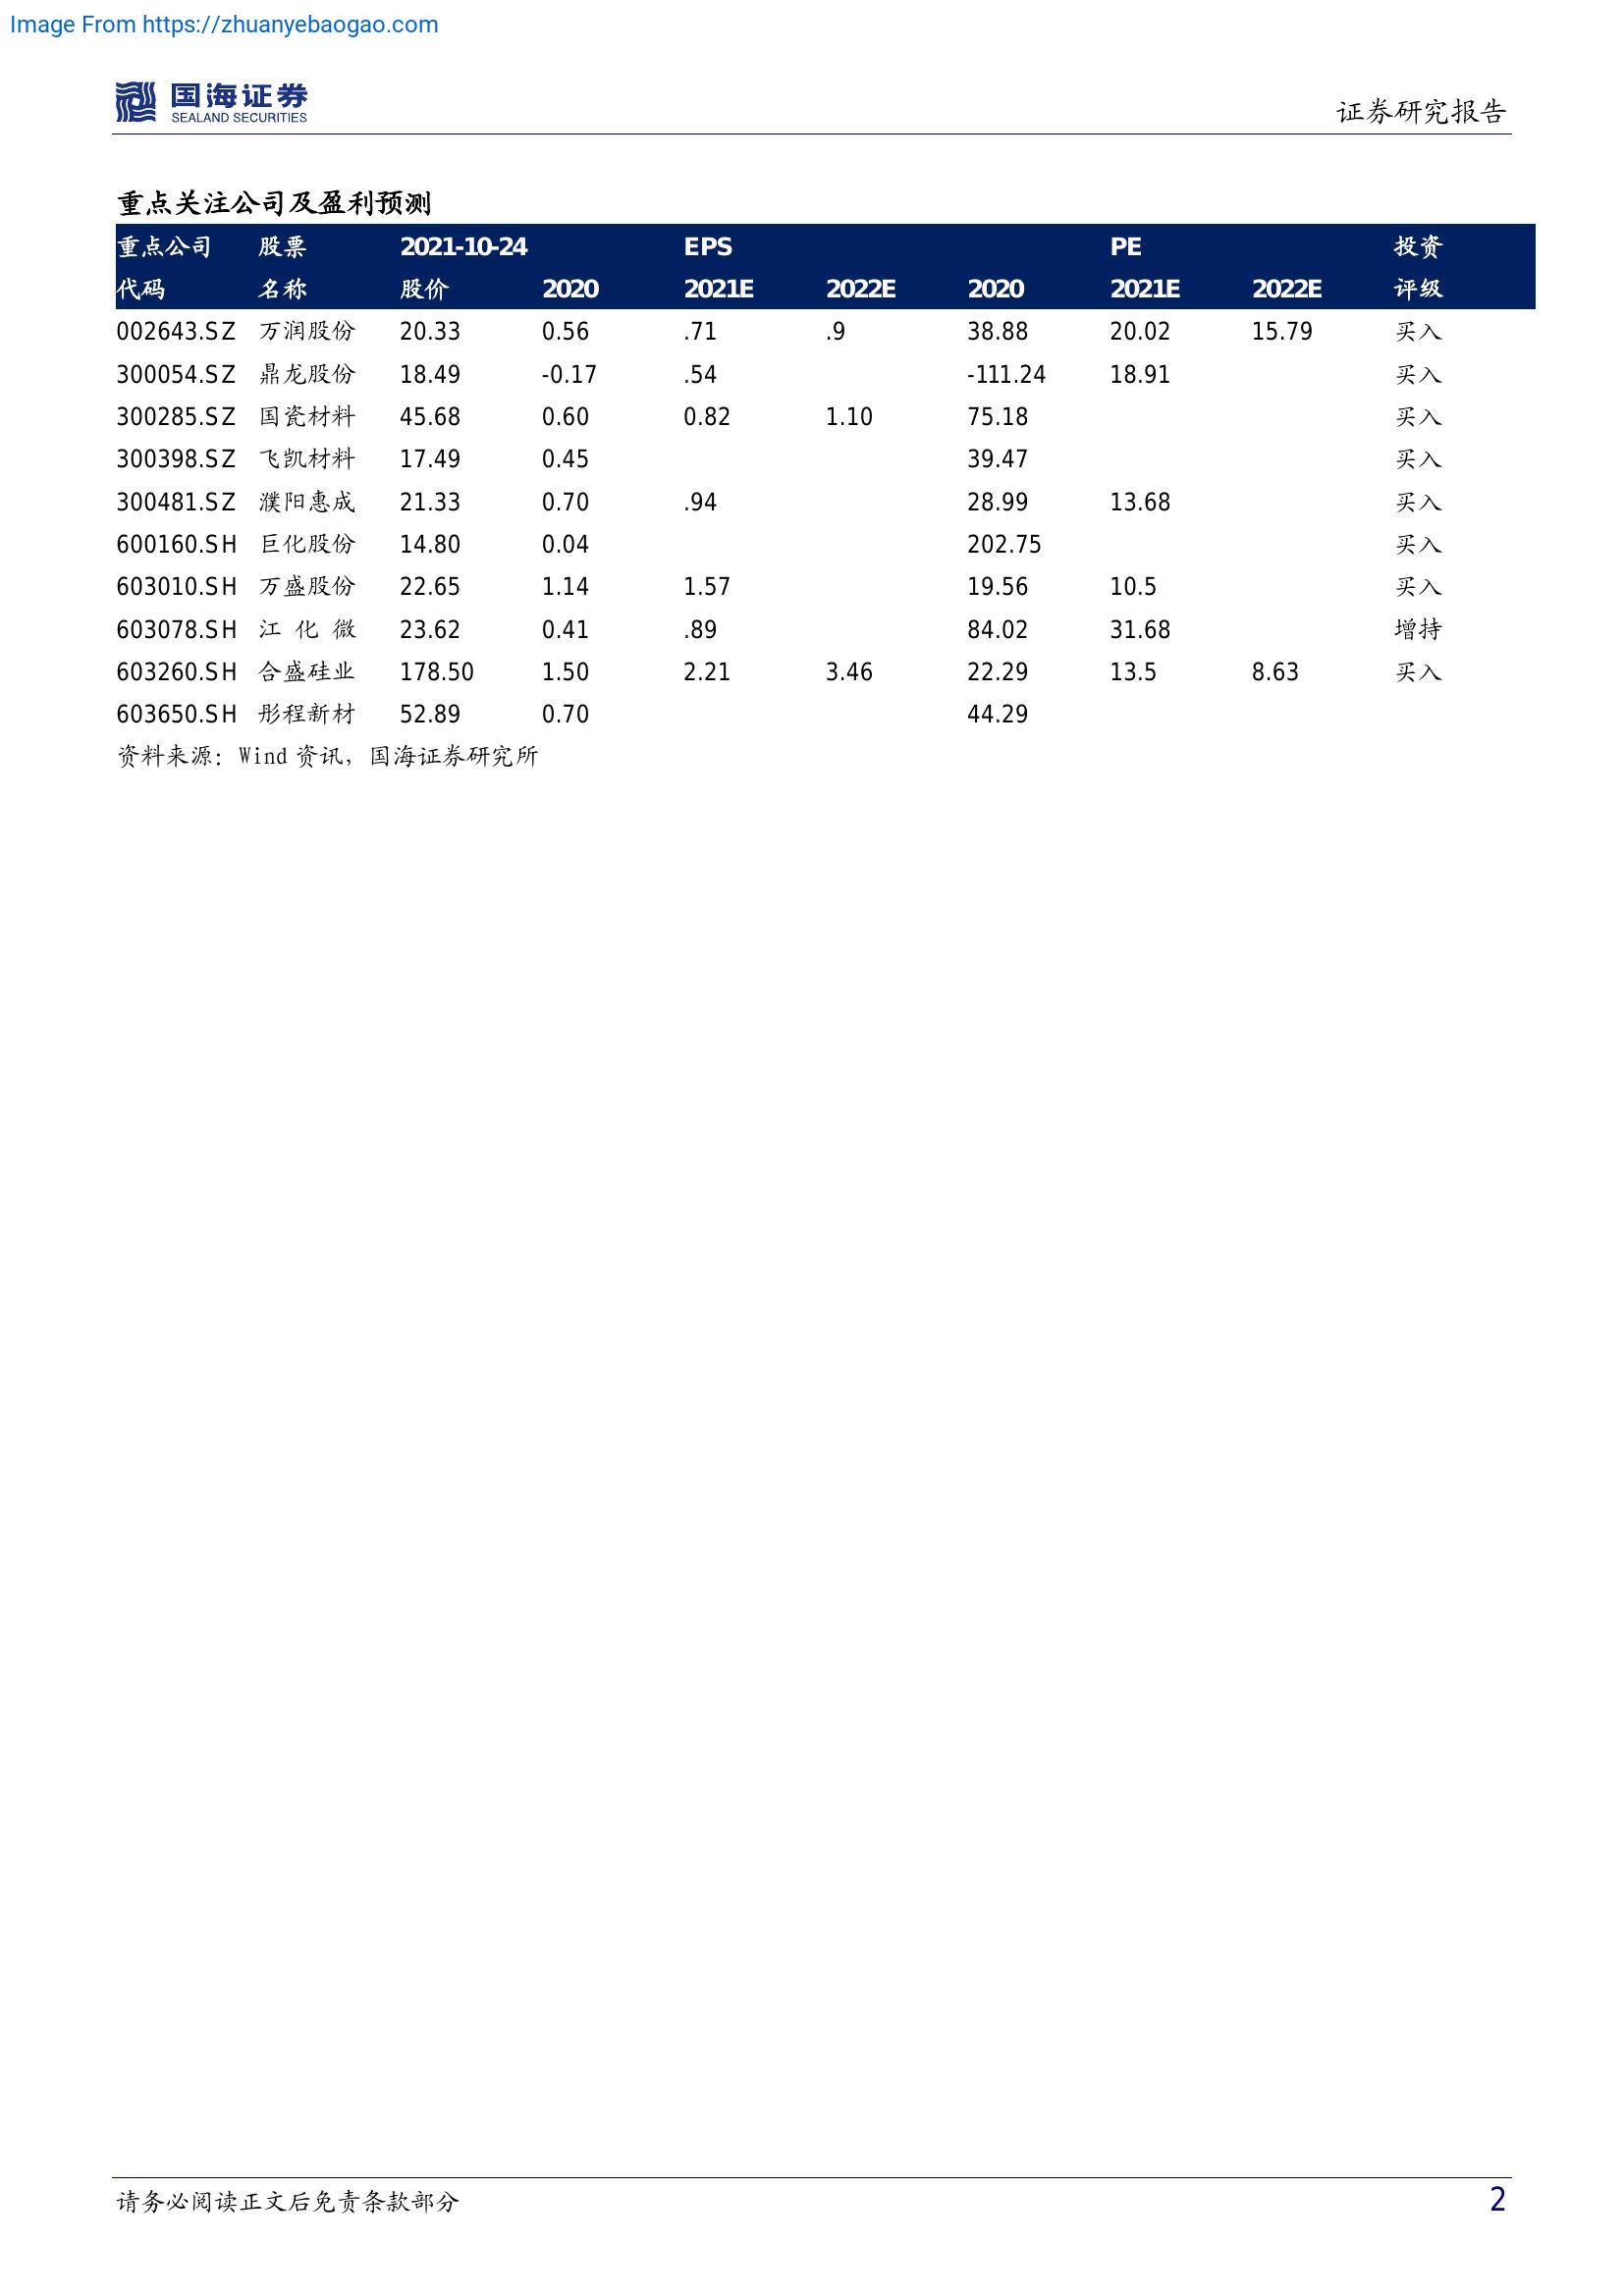 Image From https://zhuanyebaogao.com
国海证券
SEALAND SECURITIES
证券研究报告
重点关注公司及盈利预测
重点公司 股票 2021-10-24 EPS PE 投资
代码 名称 股价 2020 2021E 2022E 2020 2021E 2022E 评级
002643.SZ 万润股份 20.33 0.56 .71 .9 38.88 20.02 15.79 买入
300054.SZ 鼎龙股份 18.49 -0.17 .54 -111.24 18.91 买入
300285.SZ 国瓷材料 45.68 0.60 0.82 1.10 75.18 买入
300398.SZ 飞凯材料 17.49 0.45 39.47 买入
300481.SZ 濮阳惠成 21.33 0.70 .94 28.99 13.68 买入
600160.SH 巨化股份 14.80 0.04 202.75 买入
603010.SH 万盛股份 22.65 1.14 1.57 19.56 10.5 买入
603078.SH 江 化 微 23.62 0.41 .89 84.02 31.68 增持
603260.SH 合盛硅业 178.50 1.50 2.21 3.46 22.29 13.5 8.63 买入
603650.SH 彤程新材 52.89 0.70 44.29
资料来源：Wind 资讯，国海证券研究所
请务必阅读正文后免责条款部分
2